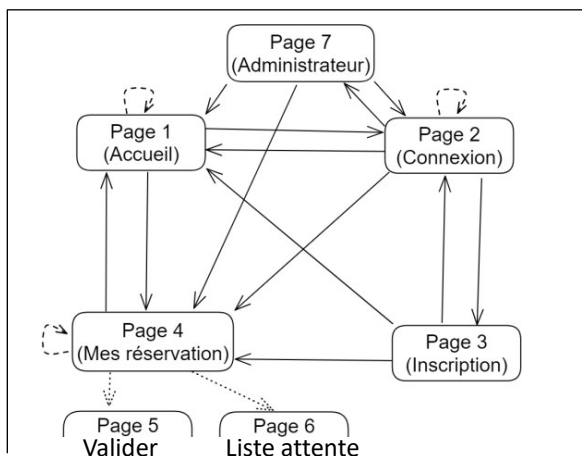 Page 7
(Administrateur)
Page 1
(Accueil)
Page 2
(Connexion)
Page 4
(Mes réservation)
Page 3
(Inscription)
Page 5
Valider
Page 6
Liste attente